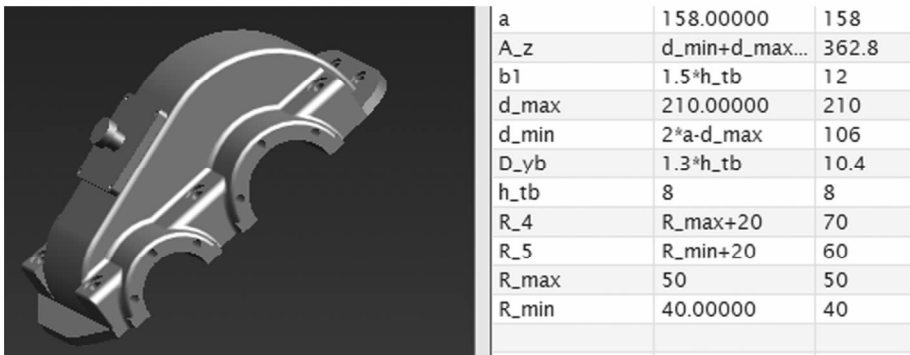 a 158.00000 158
A_z d_min+d_max... 362.8
b1 1.5*h_tb 12
d_max 210.00000 210
d_min 2*a-d_max 106
D_yb 1.3*h_tb 10.4
h_tb 8 8
R_4 R_max+20 70
R_5 R_min+20 60
R_max 50 50
R_min 40.00000 40